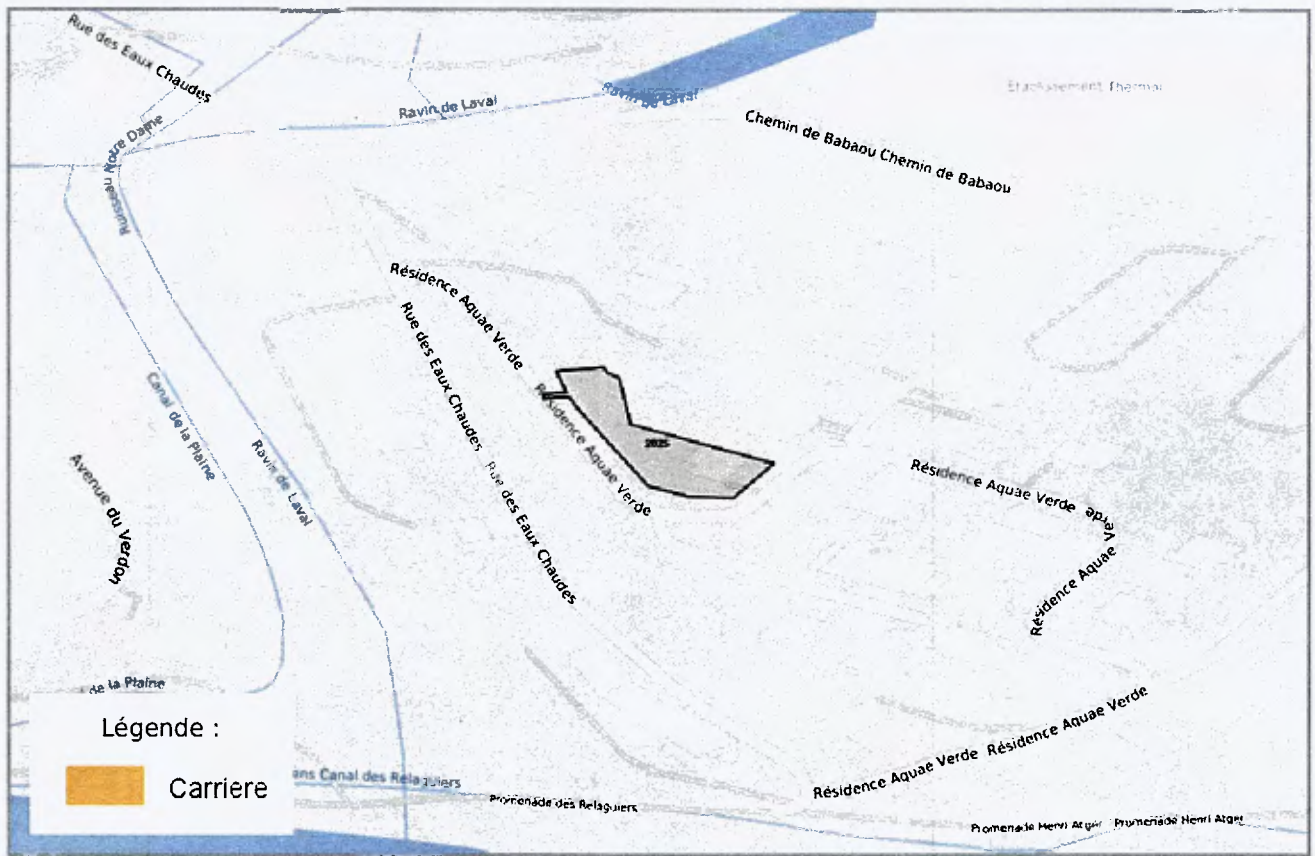 Rue des Eaux Chaudes
Ravin de Laval
Ravin de Laval
Etablissement Thermal
Chemin de Babaou Chemin de Babaou
Ruisseau Notre Dame
Résidence Aquae Verde
Rue des Eaux Chaudes
Canal de la Plaine
Résidence Aquae Verde
2025
Ravin de Laval
Rue des Eaux Chaudes
Avenue du Verdon
Résidence Aquae Verde
Résidence Aquae Verde
de la Plaine
Légende :
Carriere
ans Canal des Relaguiers
Promenade des Relaguiers
Résidence Aquae Verde Résidence Aquae Verde
Promenade Henri Atger Promenade Henri Atger